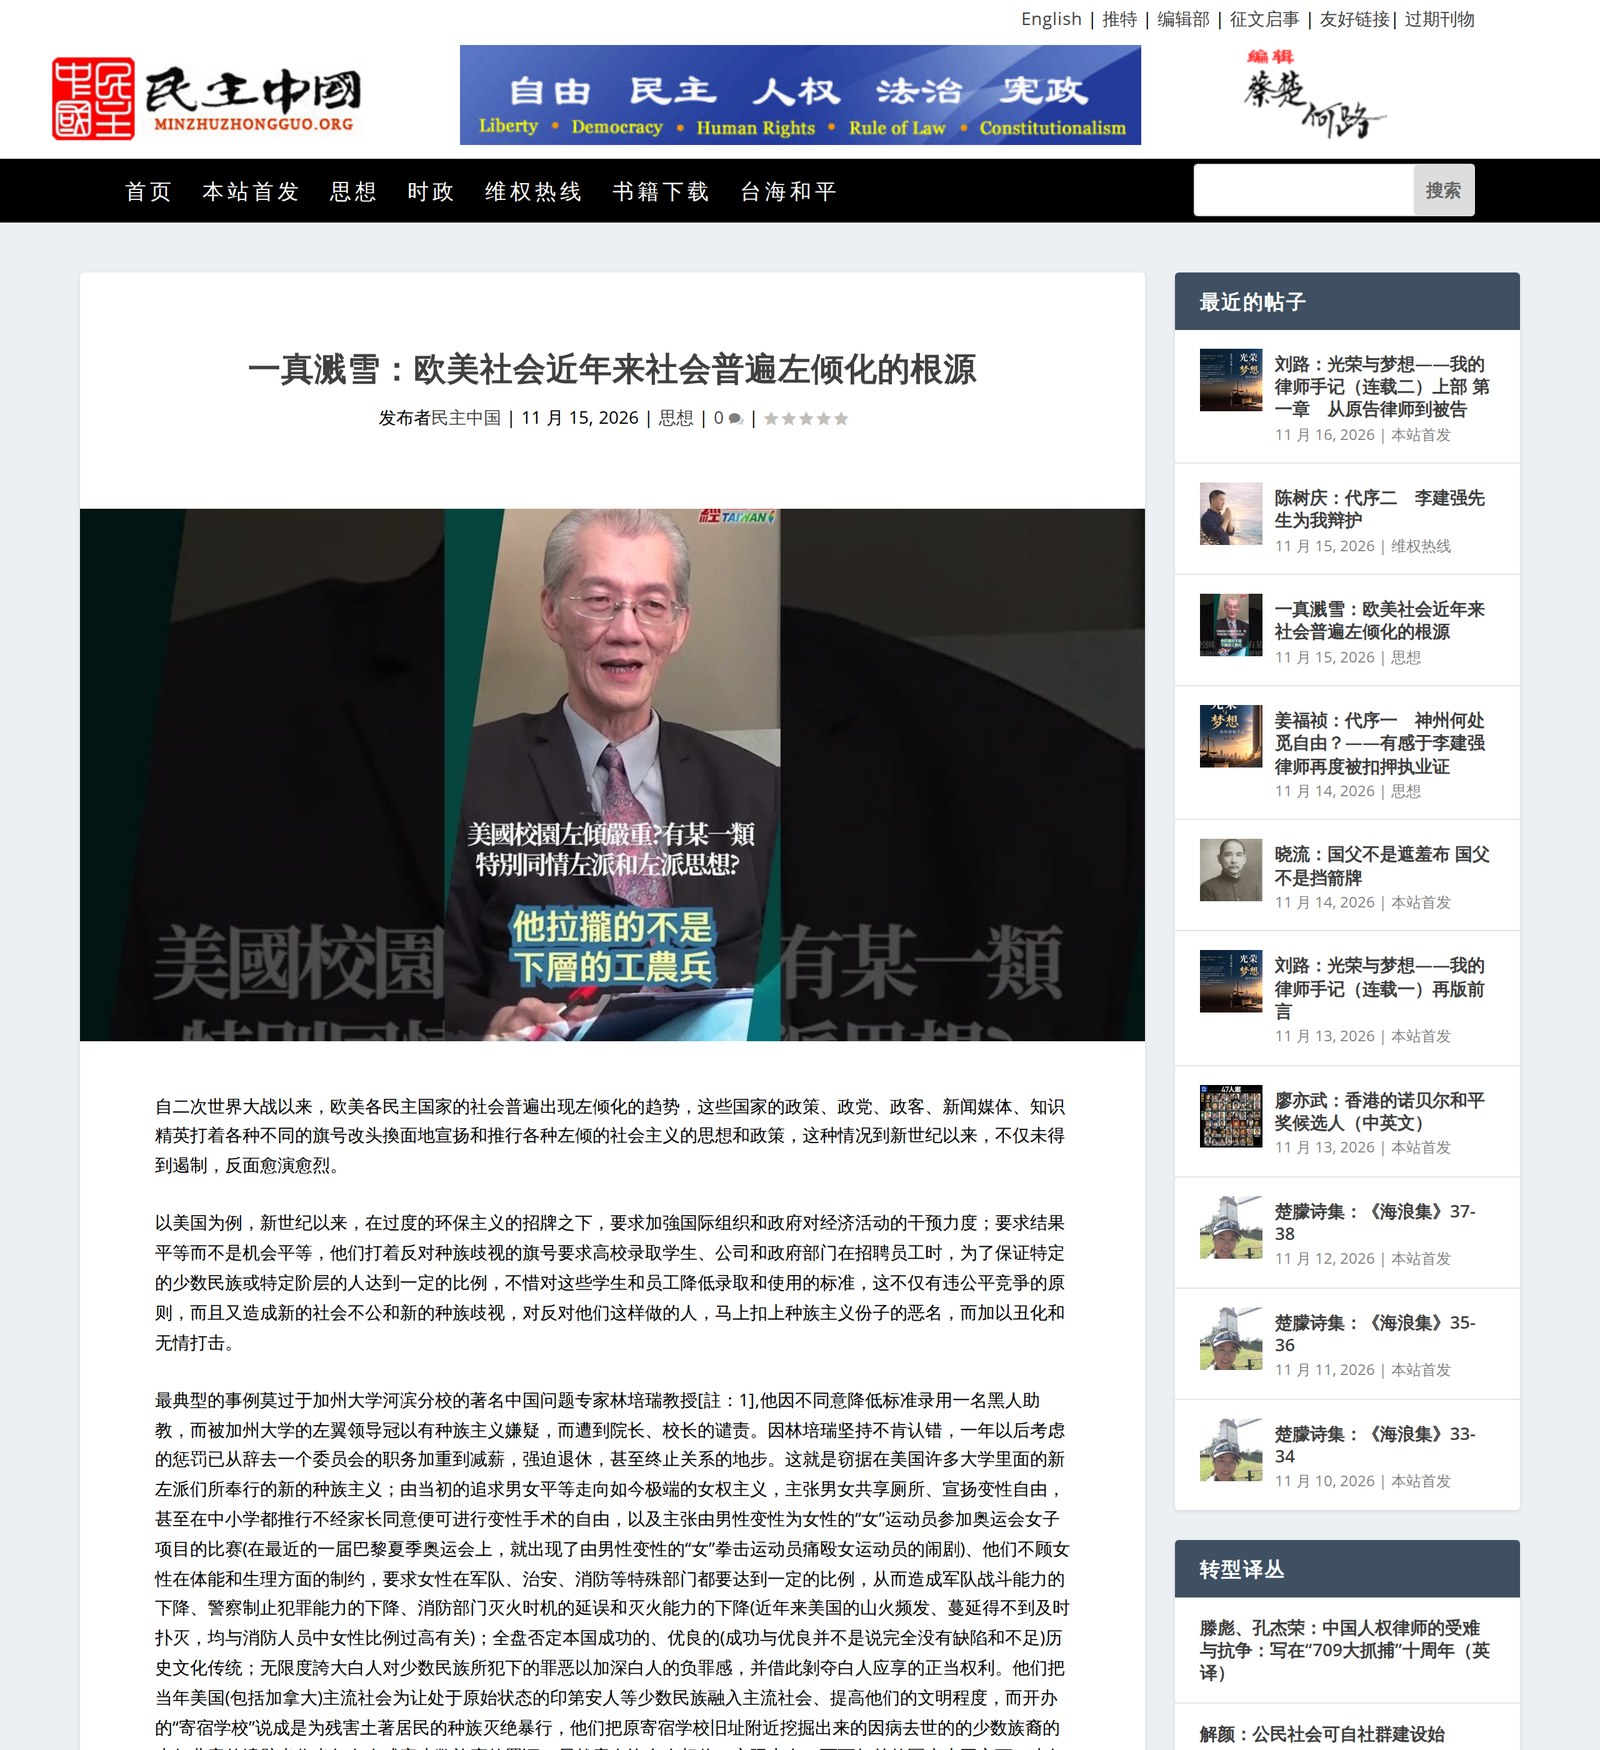 English | 推特 | 编辑部 | 征文启事 | 友好链接| 过期刊物
民主中國
民主中國
MINZHUZHONGGUO.ORG
自由 民主 人权 法治 宪政
Liberty • Democracy • Human Rights • Rule of Law • Constitutionalism
编辑
蔡楚
何路
首页 本站首发 思想 时政 维权热线 书籍下载 台海和平
搜索
一真溅雪：欧美社会近年来社会普遍左倾化的根源
发布者民主中国 | 11 月 15, 2026 | 思想 | 0 |
經TAIWAN
美國校園左傾嚴重?有某一類
特別同情左派和左派思想?
他拉攏的不是
下層的工農兵
美國校園
有某一類
自二次世界大战以来，欧美各民主国家的社会普遍出现左倾化的趋势，这些国家的政策、政党、政客、新闻媒体、知识
精英打着各种不同的旗号改头换面地宣扬和推行各种左倾的社会主义的思想和政策，这种情况到新世纪以来，不仅未得
到遏制，反面愈演愈烈。
以美国为例，新世纪以来，在过度的环保主义的招牌之下，要求加強国际组织和政府对经济活动的干预力度；要求结果
平等而不是机会平等，他们打着反对种族歧视的旗号要求高校录取学生、公司和政府部门在招聘员工时，为了保证特定
的少数民族或特定阶层的人达到一定的比例，不惜对这些学生和员工降低录取和使用的标准，这不仅有违公平竞爭的原
则，而且又造成新的社会不公和新的种族歧视，对反对他们这样做的人，马上扣上种族主义份子的恶名，而加以丑化和
无情打击。
最典型的事例莫过于加州大学河滨分校的著名中国问题专家林培瑞教授[註：1],他因不同意降低标准录用一名黑人助
教，而被加州大学的左翼领导冠以有种族主义嫌疑，而遭到院长、校长的谴责。因林培瑞坚持不肯认错，一年以后考虑
的惩罚已从辞去一个委员会的职务加重到减薪，强迫退休，甚至终止关系的地步。这就是窃据在美国许多大学里面的新
左派们所奉行的新的种族主义；由当初的追求男女平等走向如今极端的女权主义，主张男女共享厕所、宣扬变性自由，
甚至在中小学都推行不经家长同意便可进行变性手术的自由，以及主张由男性变性为女性的“女”运动员参加奥运会女子
项目的比赛(在最近的一届巴黎夏季奥运会上，就出现了由男性变性的“女”拳击运动员痛殴女运动员的闹剧)、他们不顾女
性在体能和生理方面的制约，要求女性在军队、治安、消防等特殊部门都要达到一定的比例，从而造成军队战斗能力的
下降、警察制止犯罪能力的下降、消防部门灭火时机的延误和灭火能力的下降(近年来美国的山火频发、蔓延得不到及时
扑灭，均与消防人员中女性比例过高有关)；全盘否定本国成功的、优良的(成功与优良并不是说完全没有缺陷和不足)历
史文化传统；无限度誇大白人对少数民族所犯下的罪恶以加深白人的负罪感，并借此剥夺白人应享的正当权利。他们把
当年美国(包括加拿大)主流社会为让处于原始状态的印第安人等少数民族融入主流社会、提高他们的文明程度，而开办
的“寄宿学校”说成是为残害土著居民的种族灭绝暴行，他们把原寄宿学校旧址附近挖掘出来的因病去世的的少数族裔的
最近的帖子
刘路：光荣与梦想——我的
律师手记（连载二）上部 第
一章　从原告律师到被告
11 月 16, 2026 | 本站首发
陈树庆：代序二　李建强先
生为我辩护
11 月 15, 2026 | 维权热线
一真溅雪：欧美社会近年来
社会普遍左倾化的根源
11 月 15, 2026 | 思想
姜福祯：代序一　神州何处
觅自由？——有感于李建强
律师再度被扣押执业证
11 月 14, 2026 | 思想
晓流：国父不是遮羞布 国父
不是挡箭牌
11 月 14, 2026 | 本站首发
刘路：光荣与梦想——我的
律师手记（连载一）再版前
言
11 月 13, 2026 | 本站首发
廖亦武：香港的诺贝尔和平
奖候选人（中英文）
11 月 13, 2026 | 本站首发
楚朦诗集：《海浪集》37-
38
11 月 12, 2026 | 本站首发
楚朦诗集：《海浪集》35-
36
11 月 11, 2026 | 本站首发
楚朦诗集：《海浪集》33-
34
11 月 10, 2026 | 本站首发
转型译丛
滕彪、孔杰荣：中国人权律师的受难
与抗争：写在“709大抓捕”十周年（英
译）
解颜：公民社会可自社群建设始